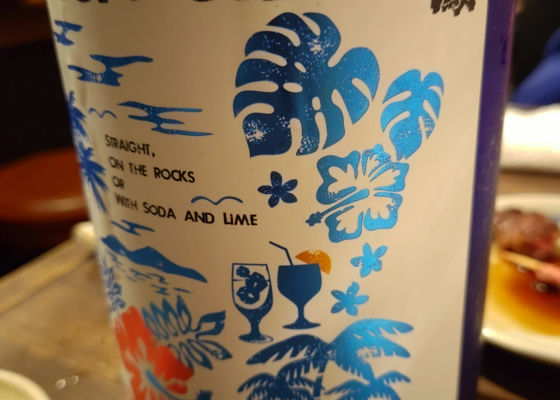 STRAIGHT,
ON THE ROCKS
OR
WITH SODA AND LIME